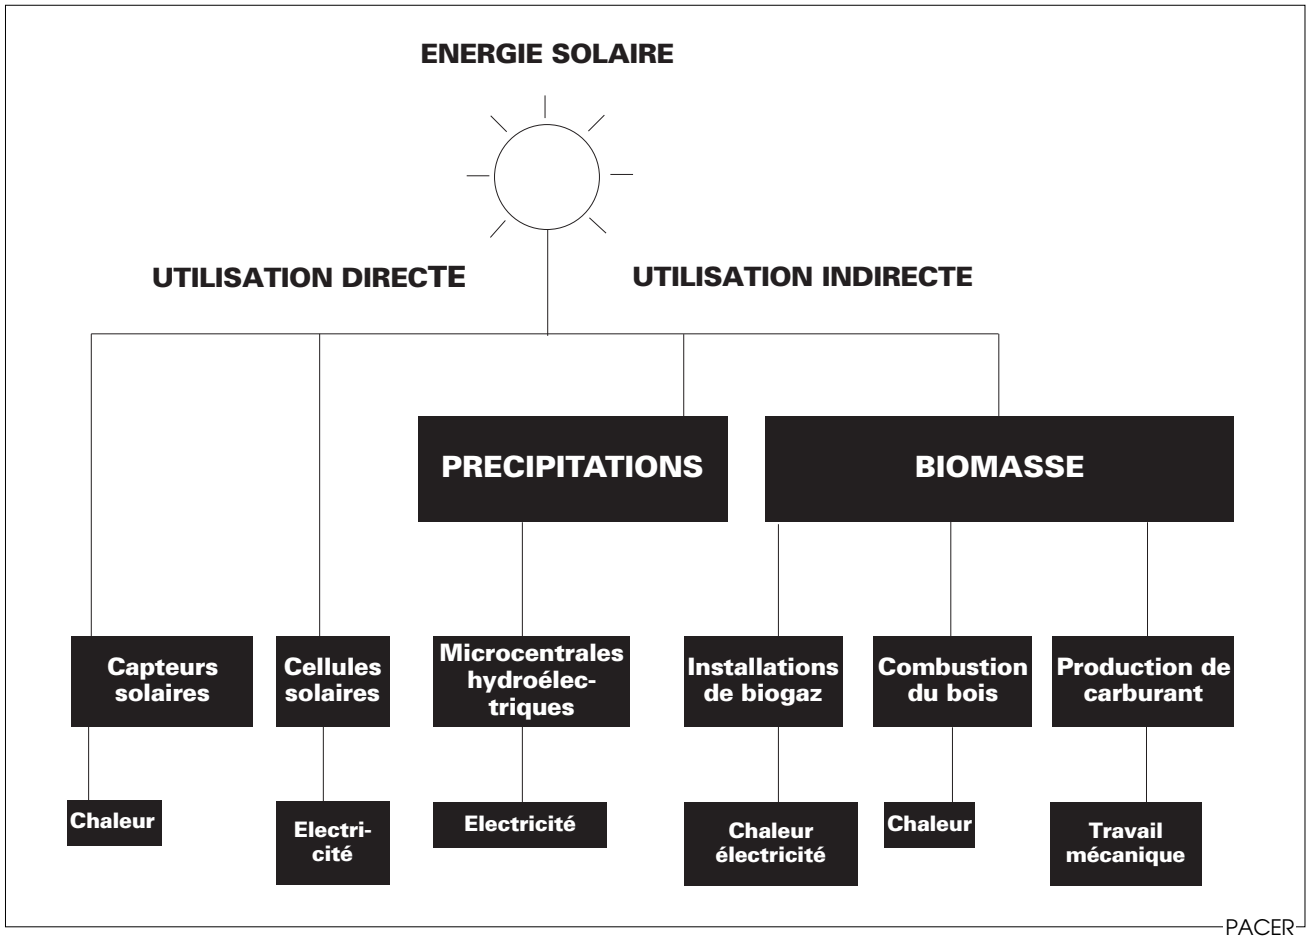 ENERGIE SOLAIRE
UTILISATION DIRECTE
UTILISATION INDIRECTE
PRECIPITATIONS
BIOMASSE
Capteurs
solaires
Cellules
solaires
Microcentrales
hydroélec-
triques
Installations
de biogaz
Combustion
du bois
Production de
carburant
Chaleur
Electri-
cité
Electricité
Chaleur
électricité
Chaleur
Travail
mécanique
PACER